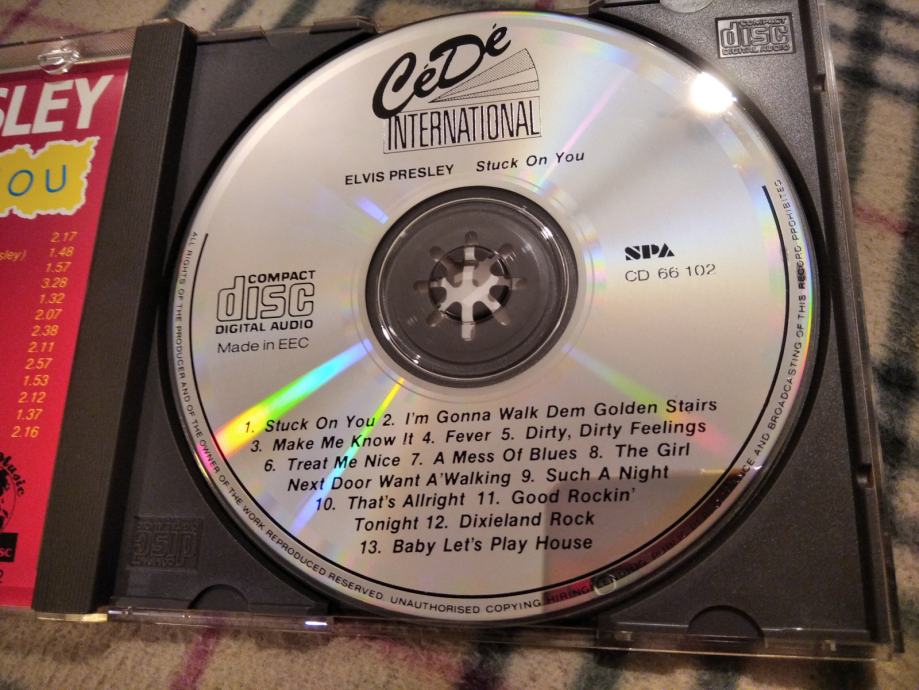 SLEY
OU
2.17
sley) 1.48
1.57
3.28
1.32
2.07
2.38
2.11
2.57
1.53
2.12
1.37
2.16
Music
CéDé
INTERNATIONAL
ELVIS PRESLEY Stuck On You
COMPACT
disc
DIGITAL AUDIO
Made in EEC
SPA
CD 66 102
1. Stuck On You 2. I'm Gonna Walk Dem Golden Stairs
3. Make Me Know It 4. Fever 5. Dirty, Dirty Feelings
6. Treat Me Nice 7. A Mess Of Blues 8. The Girl
Next Door Want A'Walking 9. Such A Night
10. That's Allright 11. Good Rockin'
Tonight 12. Dixieland Rock
13. Baby Let's Play House
ALL RIGHTS OF THE PRODUCER AND OF THE OWNER OF THE WORK REPRODUCED RESERVED. UNAUTHORISED COPYING HIRING AND BROADCASTING OF THIS RECORD PROHIBITED
COMPACT
disc
DIGITAL AUDIO
COMPACT
disc